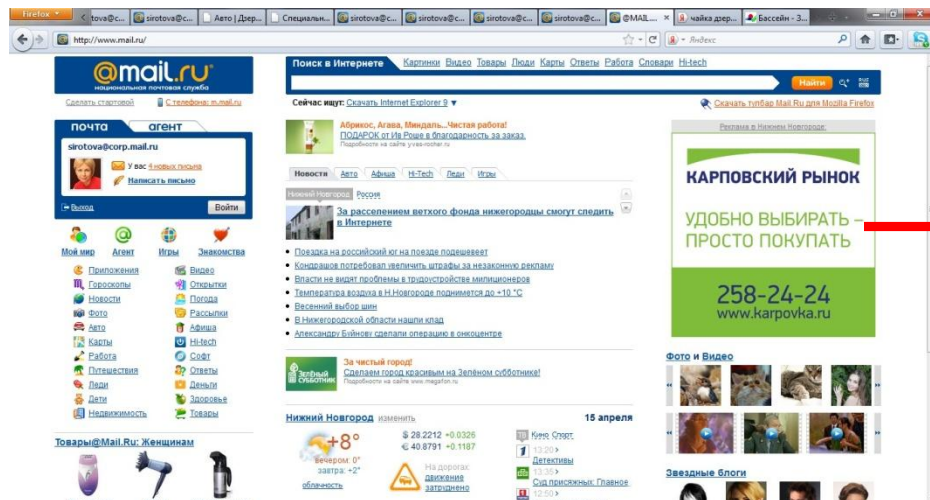 Firefox
tova@c...
sirotova@c...
Авто | Дзер...
Специальн...
sirotova@c...
sirotova@c...
sirotova@c...
sirotova@c...
@MAIL....
чайка дзер...
Бассейн - З...
http://www.mail.ru/
Яndex
@mail.ru
национальная почтовая служба
Сделать стартовой
С телефона: m.mail.ru
Поиск в Интернете Картинки Видео Товары Люди Карты Ответы Работа Словари Hi-tech
Найти
Сейчас ищут: Скачать Internet Explorer 9 ▼
Скачать тулбар Mail.Ru для Mozilla Firefox
почта
агент
sirotova@corp.mail.ru
У вас 4 новых письма
Написать письмо
Выход
Войти
Мой мир Агент Игры Знакомства
Приложения Видео
Гороскопы Открытки
Новости Погода
Фото Рассылки
Авто Афиша
Карты Hi-tech
Работа Софт
Путешествия Ответы
Леди Деньги
Дети Здоровье
Недвижимость Товары
Товары@Mail.Ru: Женщинам
Абрикос, Агава, Миндаль...Чистая работа!
ПОДАРОК от Ив Роше в благодарность за заказ.
Подробности на сайте yves-rocher.ru
Новости Авто Афиша Hi-Tech Леди Игры
Нижний Новгород Россия
За расселением ветхого фонда нижегородцы смогут следить
в Интернете
Поездка на российский юг на поезде подешевеет
Кондрашов потребовал увеличить штрафы за незаконную рекламу
Власти не видят проблемы в трудоустройстве милиционеров
Температура воздуха в Н.Новгороде поднимется до +10 °C
Весенний выбор шин
В Нижегородской области нашли клад
Александру Буйнову сделали операцию в онкоцентре
Зелёный
субботник
За чистый город!
Сделаем город красивым на Зелёном субботнике!
Подробности на сайте www.megafon.ru
Нижний Новгород изменить
15 апреля
+8°
вечером: 0°
завтра: +2°
облачность
$ 28.2212 +0.0326
€ 40.8791 +0.1187
На дорогах:
движение
затруднено
Кино Спорт
13:20
Детективы
13:35
Суд присяжных: Главное
12:50
Реклама в Нижнем Новгороде:
КАРПОВСКИЙ РЫНОК
УДОБНО ВЫБИРАТЬ –
ПРОСТО ПОКУПАТЬ
258-24-24
www.karpovka.ru
Фото и Видео
Звездные блоги